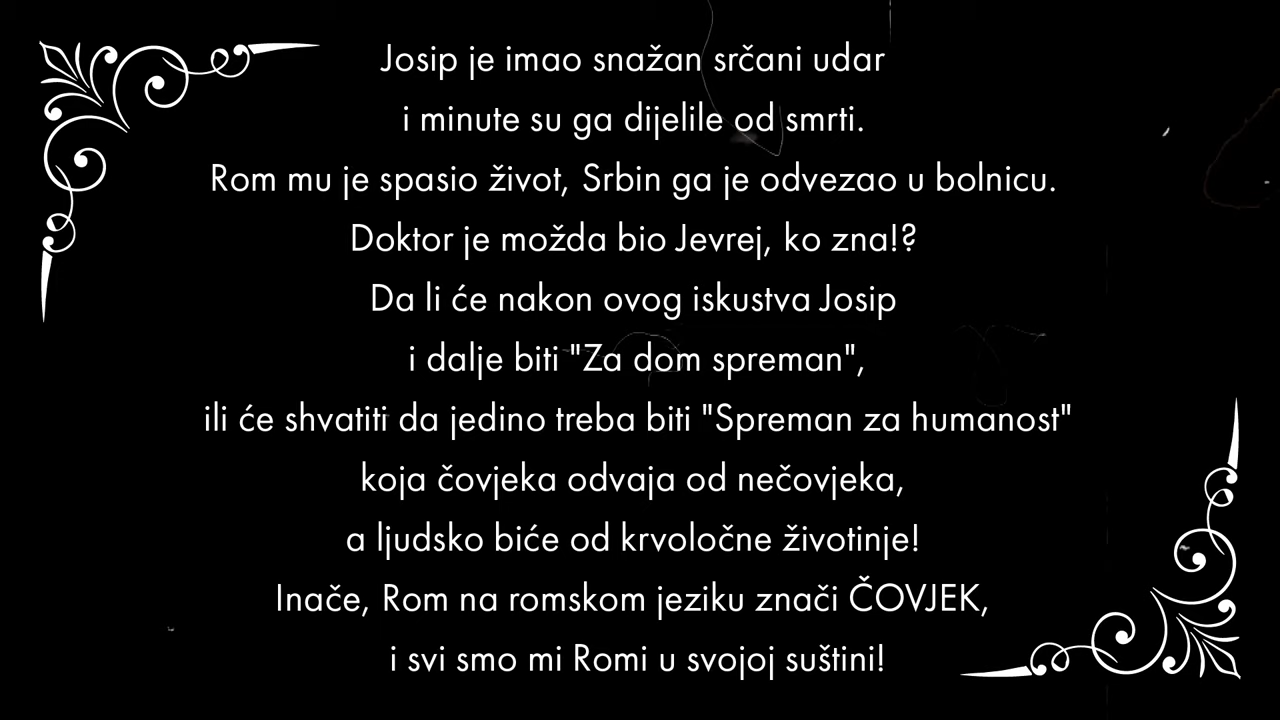 Josip je imao snažan srčani udar
i minute su ga dijelile od smrti.
Rom mu je spasio život, Srbin ga je odvezao u bolnicu.
Doktor je možda bio Jevrej, ko zna!?
Da li će nakon ovog iskustva Josip
i dalje biti "Za dom spreman",
ili će shvatiti da jedino treba biti "Spreman za humanost"
koja čovjeka odvaja od nečovjeka,
a ljudsko biće od krvoločne životinje!
Inače, Rom na romskom jeziku znači ČOVJEK,
i svi smo mi Romi u svojoj suštini!